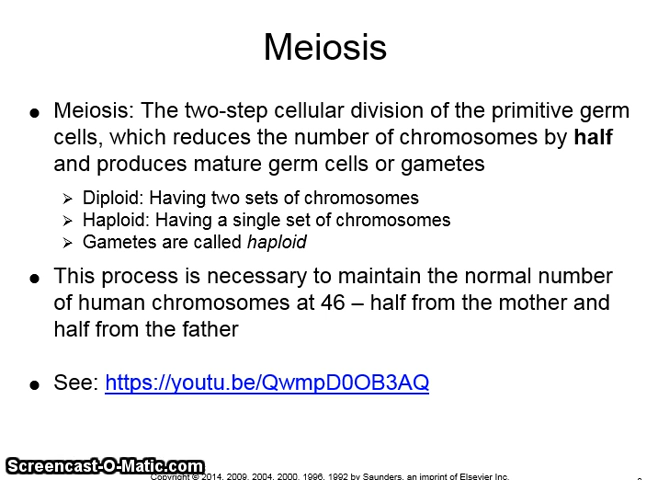 Meiosis
● Meiosis: The two-step cellular division of the primitive germ
cells, which reduces the number of chromosomes by half
and produces mature germ cells or gametes
➢ Diploid: Having two sets of chromosomes
➢ Haploid: Having a single set of chromosomes
➢ Gametes are called haploid
● This process is necessary to maintain the normal number
of human chromosomes at 46 – half from the mother and
half from the father
● See: https://youtu.be/QwmpD0OB3AQ
Screencast-O-Matic.com
Copyright © 2014, 2009, 2004, 2000, 1996, 1992 by Saunders, an imprint of Elsevier Inc.